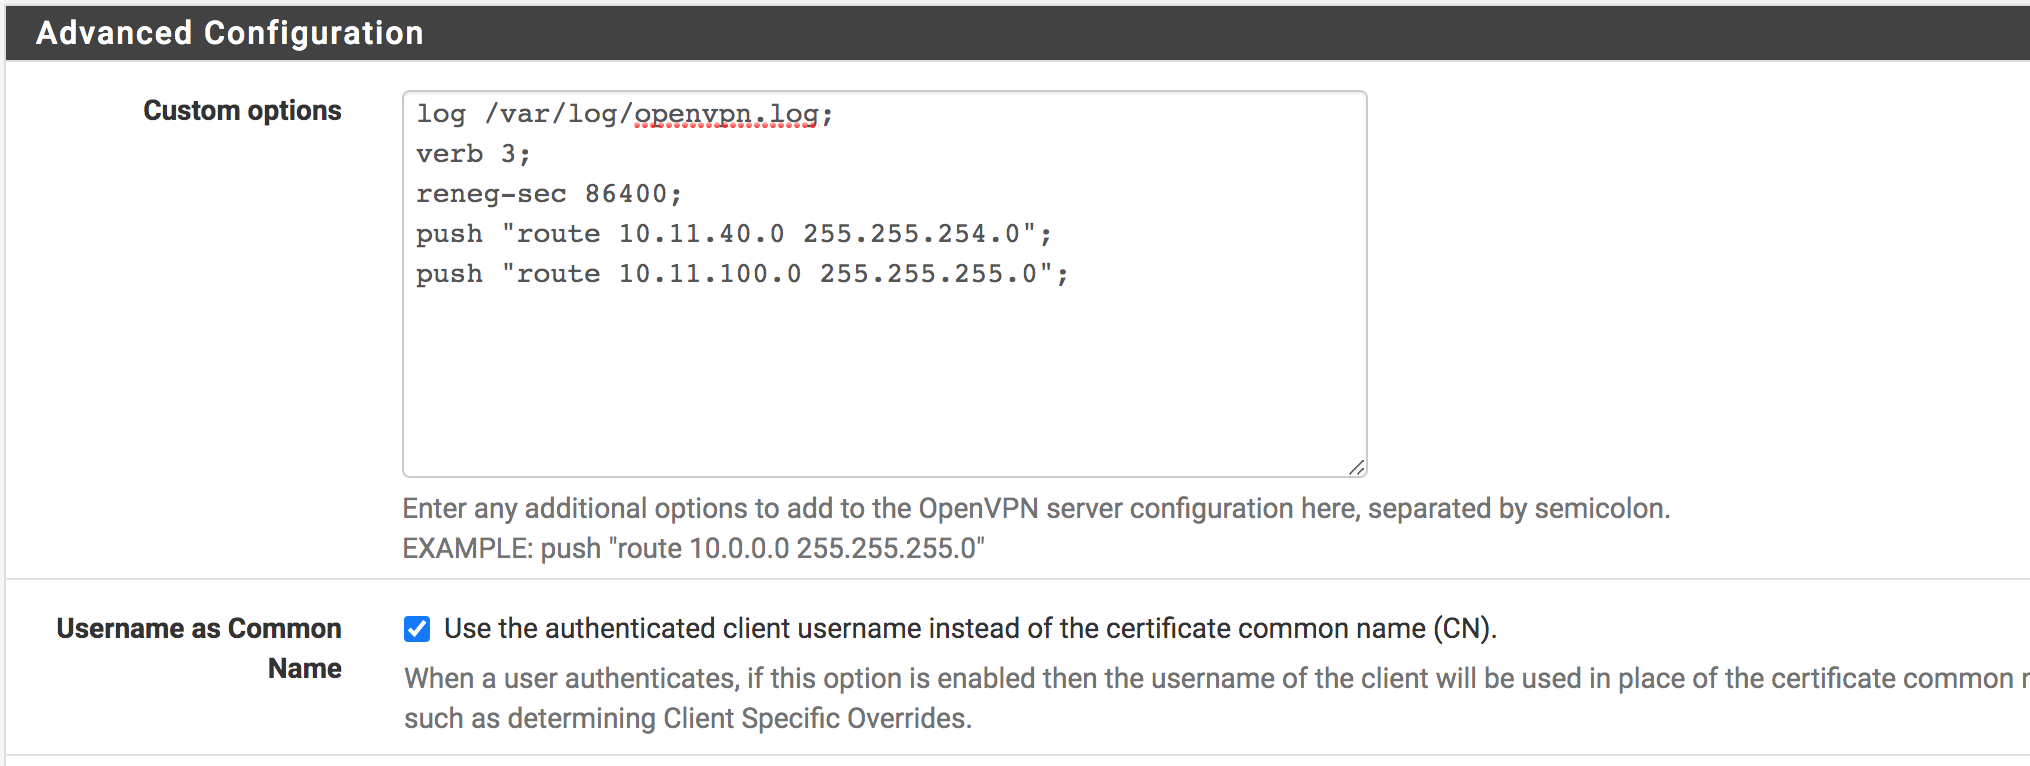 Advanced Configuration
Custom options
log /var/log/openvpn.log;
verb 3;
reneg-sec 86400;
push "route 10.11.40.0 255.255.254.0";
push "route 10.11.100.0 255.255.255.0";
Enter any additional options to add to the OpenVPN server configuration here, separated by semicolon.
EXAMPLE: push "route 10.0.0.0 255.255.255.0"
Username as Common
Name
Use the authenticated client username instead of the certificate common name (CN).
When a user authenticates, if this option is enabled then the username of the client will be used in place of the certificate common
such as determining Client Specific Overrides.